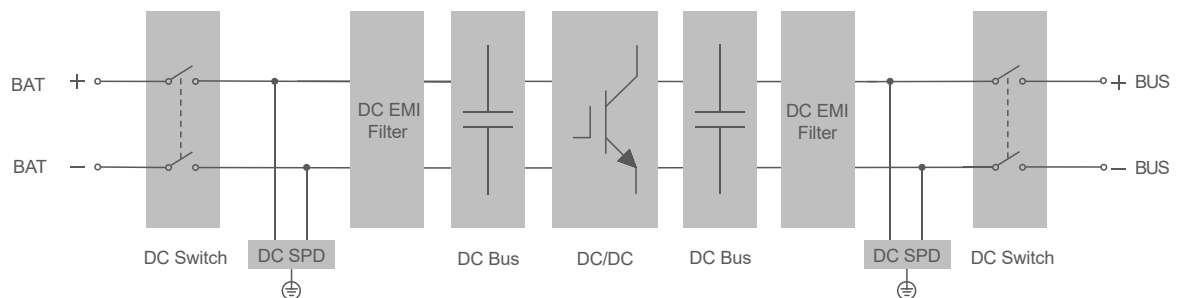 BAT +
+ BUS
BAT −
− BUS
DC EMI
Filter
DC EMI
Filter
DC Switch
DC SPD
DC Bus
DC/DC
DC Bus
DC SPD
DC Switch